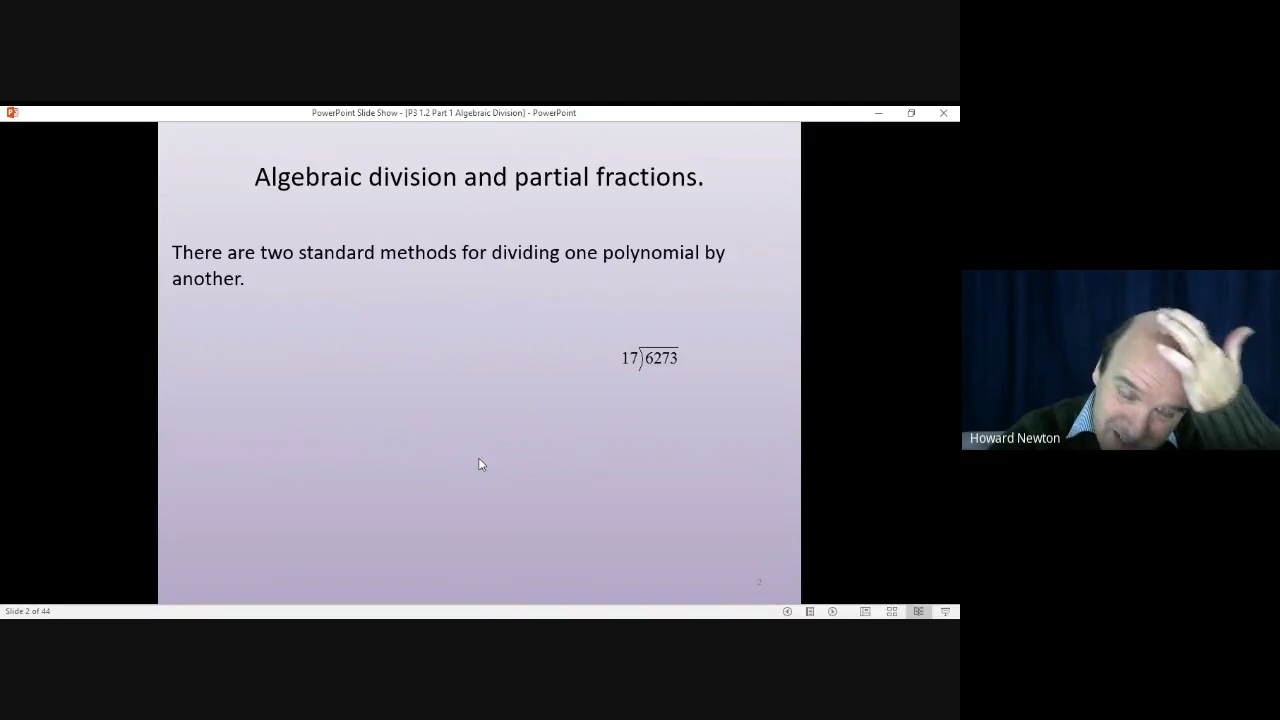 PowerPoint Slide Show - [P3 1.2 Part 1 Algebraic Division] - PowerPoint
Algebraic division and partial fractions.
There are two standard methods for dividing one polynomial by
another.
17)6273
Howard Newton
2
Slide 2 of 44